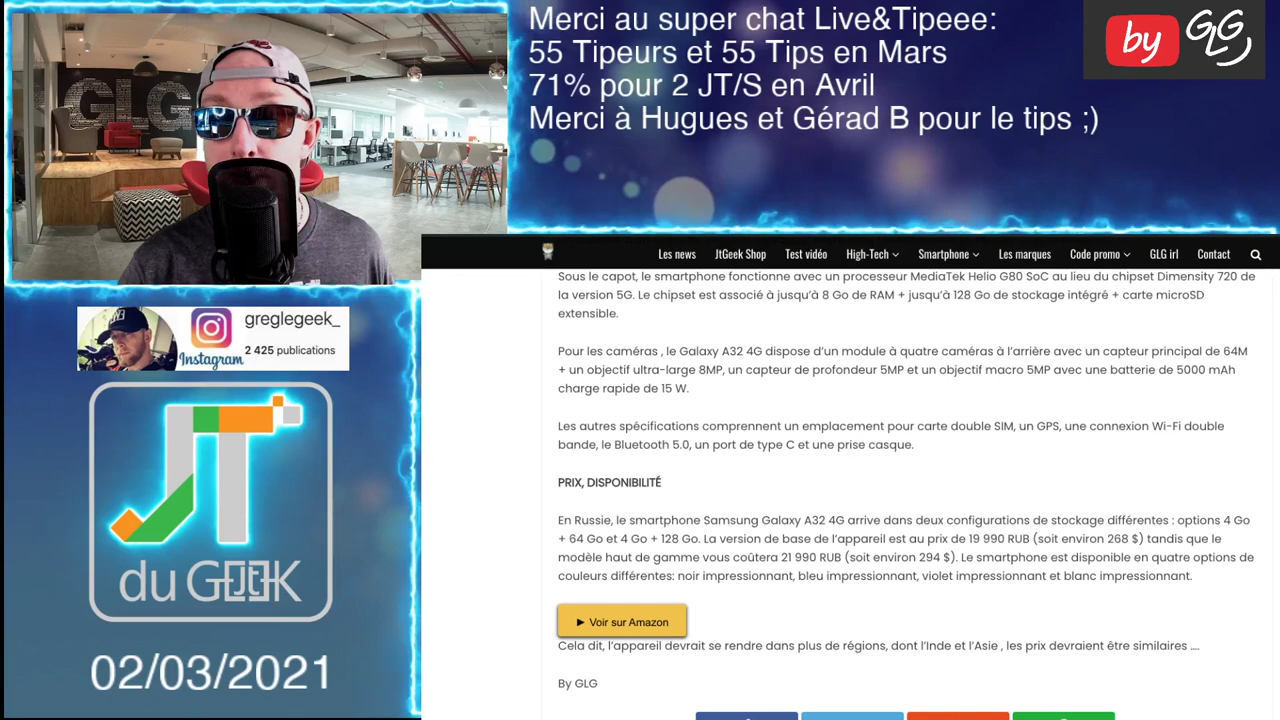 Merci au super chat Live&Tipeee:
55 Tipeurs et 55 Tips en Mars
71% pour 2 JT/S en Avril
Merci à Hugues et Gérad B pour le tips ;)
by GLG
GLG
greglegeek_
Instagram
2 425 publications
JT
du GEEK
02/03/2021
Les news JtGeek Shop Test vidéo High-Tech Smartphone Les marques Code promo GLG irl Contact
Sous le capot, le smartphone fonctionne avec un processeur MediaTek Helio G80 SoC au lieu du chipset Dimensity 720 de
la version 5G. Le chipset est associé à jusqu'à 8 Go de RAM + jusqu'à 128 Go de stockage intégré + carte microSD
extensible.
Pour les caméras , le Galaxy A32 4G dispose d'un module à quatre caméras à l'arrière avec un capteur principal de 64M
+ un objectif ultra-large 8MP, un capteur de profondeur 5MP et un objectif macro 5MP avec une batterie de 5000 mAh
charge rapide de 15 W.
Les autres spécifications comprennent un emplacement pour carte double SIM, un GPS, une connexion Wi-Fi double
bande, le Bluetooth 5.0, un port de type C et une prise casque.
PRIX, DISPONIBILITÉ
En Russie, le smartphone Samsung Galaxy A32 4G arrive dans deux configurations de stockage différentes : options 4 Go
+ 64 Go et 4 Go + 128 Go. La version de base de l'appareil est au prix de 19 990 RUB (soit environ 268 $) tandis que le
modèle haut de gamme vous coûtera 21 990 RUB (soit environ 294 $). Le smartphone est disponible en quatre options de
couleurs différentes: noir impressionnant, bleu impressionnant, violet impressionnant et blanc impressionnant.
► Voir sur Amazon
Cela dit, l'appareil devrait se rendre dans plus de régions, dont l'Inde et l'Asie , les prix devraient être similaires ....
By GLG